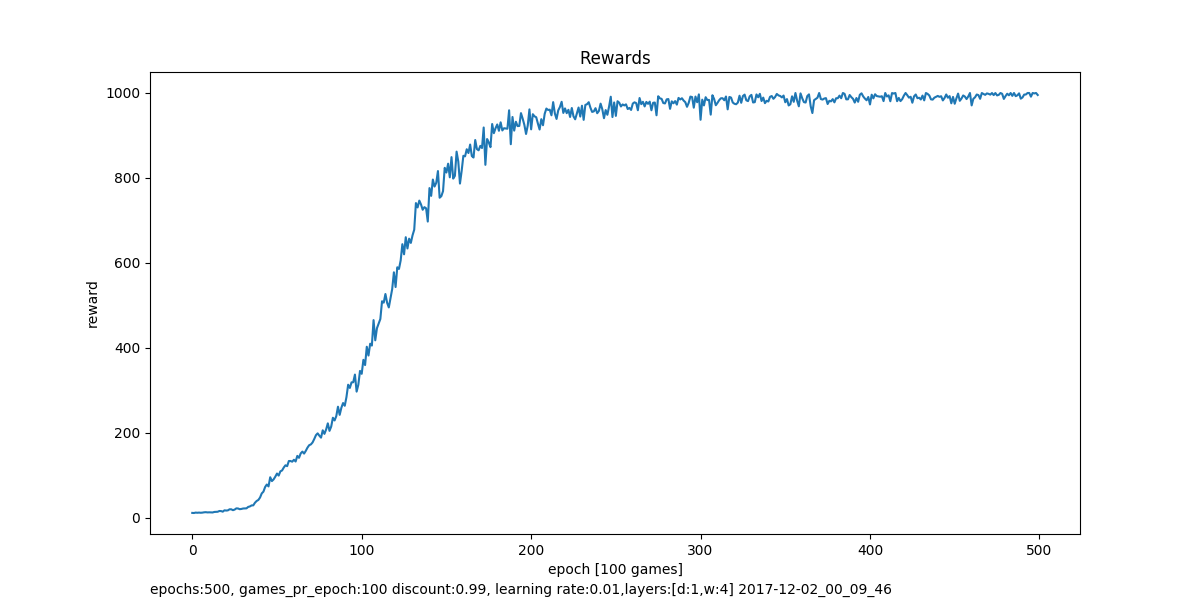 Rewards
1000
800
600
400
200
0
reward
0 100 200 300 400 500
epoch [100 games]
epochs:500, games_pr_epoch:100 discount:0.99, learning rate:0.01,layers:[d:1,w:4] 2017-12-02_00_09_46